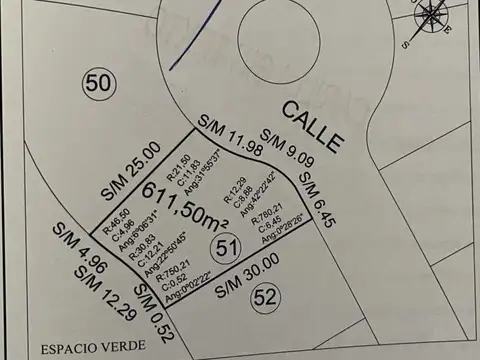 50
CALLE
S/M 11.98
S/M 9.09
S/M 25.00
R:21,50
C:11,83
Ang:31°55'37"
S/M 6.45
611,50m²
R:12,29
C:8,88
Ang:42°22'42"
R:46,50
C:4,96
Ang:6°06'31"
R:780,21
C:6,45
Ang:0°28'26"
R:30,83
C:12,21
Ang:22°50'45"
51
S/M 4.96
R:750,21
C:0,52
Ang:0°02'22"
S/M 12.29
S/M 0.52
S/M 30.00
52
ESPACIO VERDE
S
E